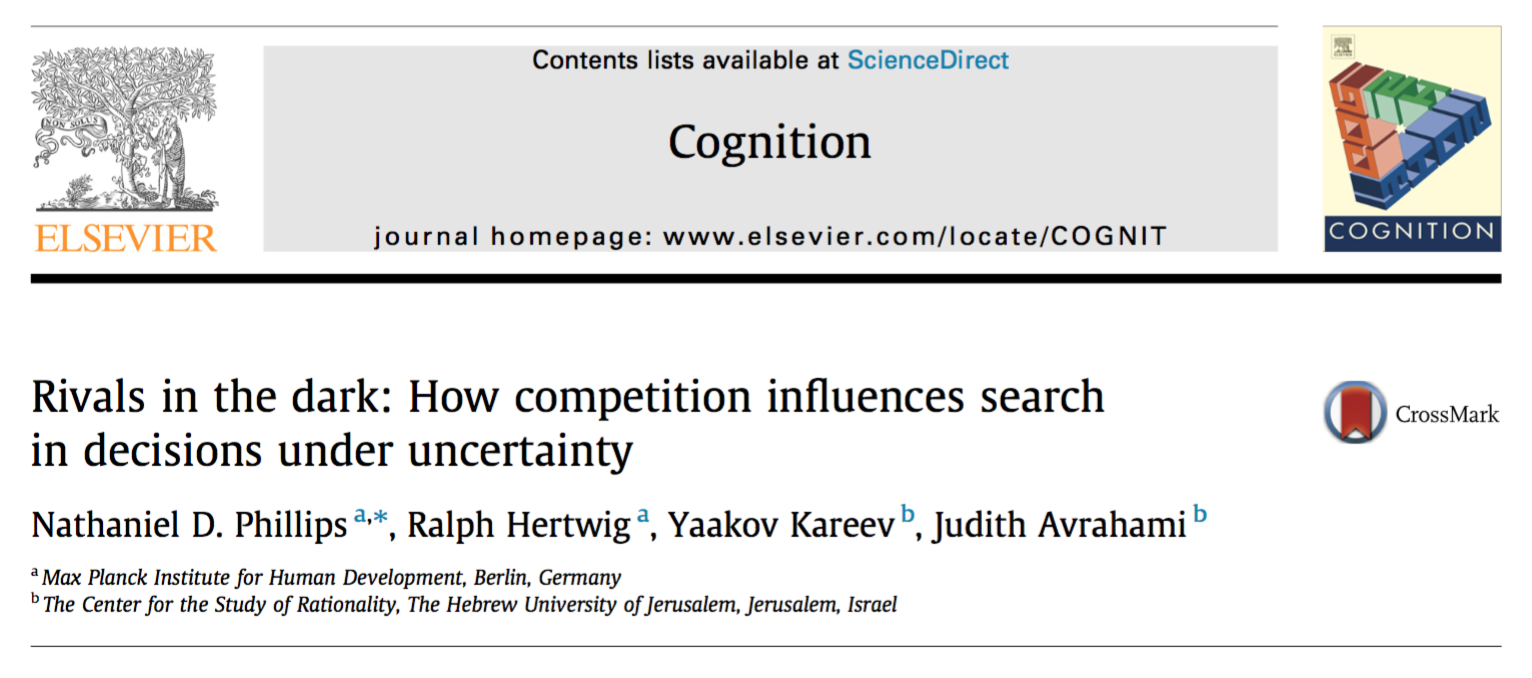 Contents lists available at ScienceDirect
Cognition
journal homepage: www.elsevier.com/locate/COGNIT
NON SOLUS
ELSEVIER
COGNITION
COGNITION
Rivals in the dark: How competition influences search
in decisions under uncertainty
CrossMark
Nathaniel D. Phillips a,*, Ralph Hertwig a, Yaakov Kareev b, Judith Avrahami b
a Max Planck Institute for Human Development, Berlin, Germany
b The Center for the Study of Rationality, The Hebrew University of Jerusalem, Jerusalem, Israel